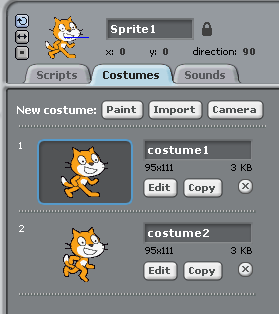 Sprite1
x: 0 y: 0 direction: 90
Scripts Costumes Sounds
New costume: Paint Import Camera
1
costume1
95x111 3 KB
Edit Copy
2
costume2
95x111 3 KB
Edit Copy